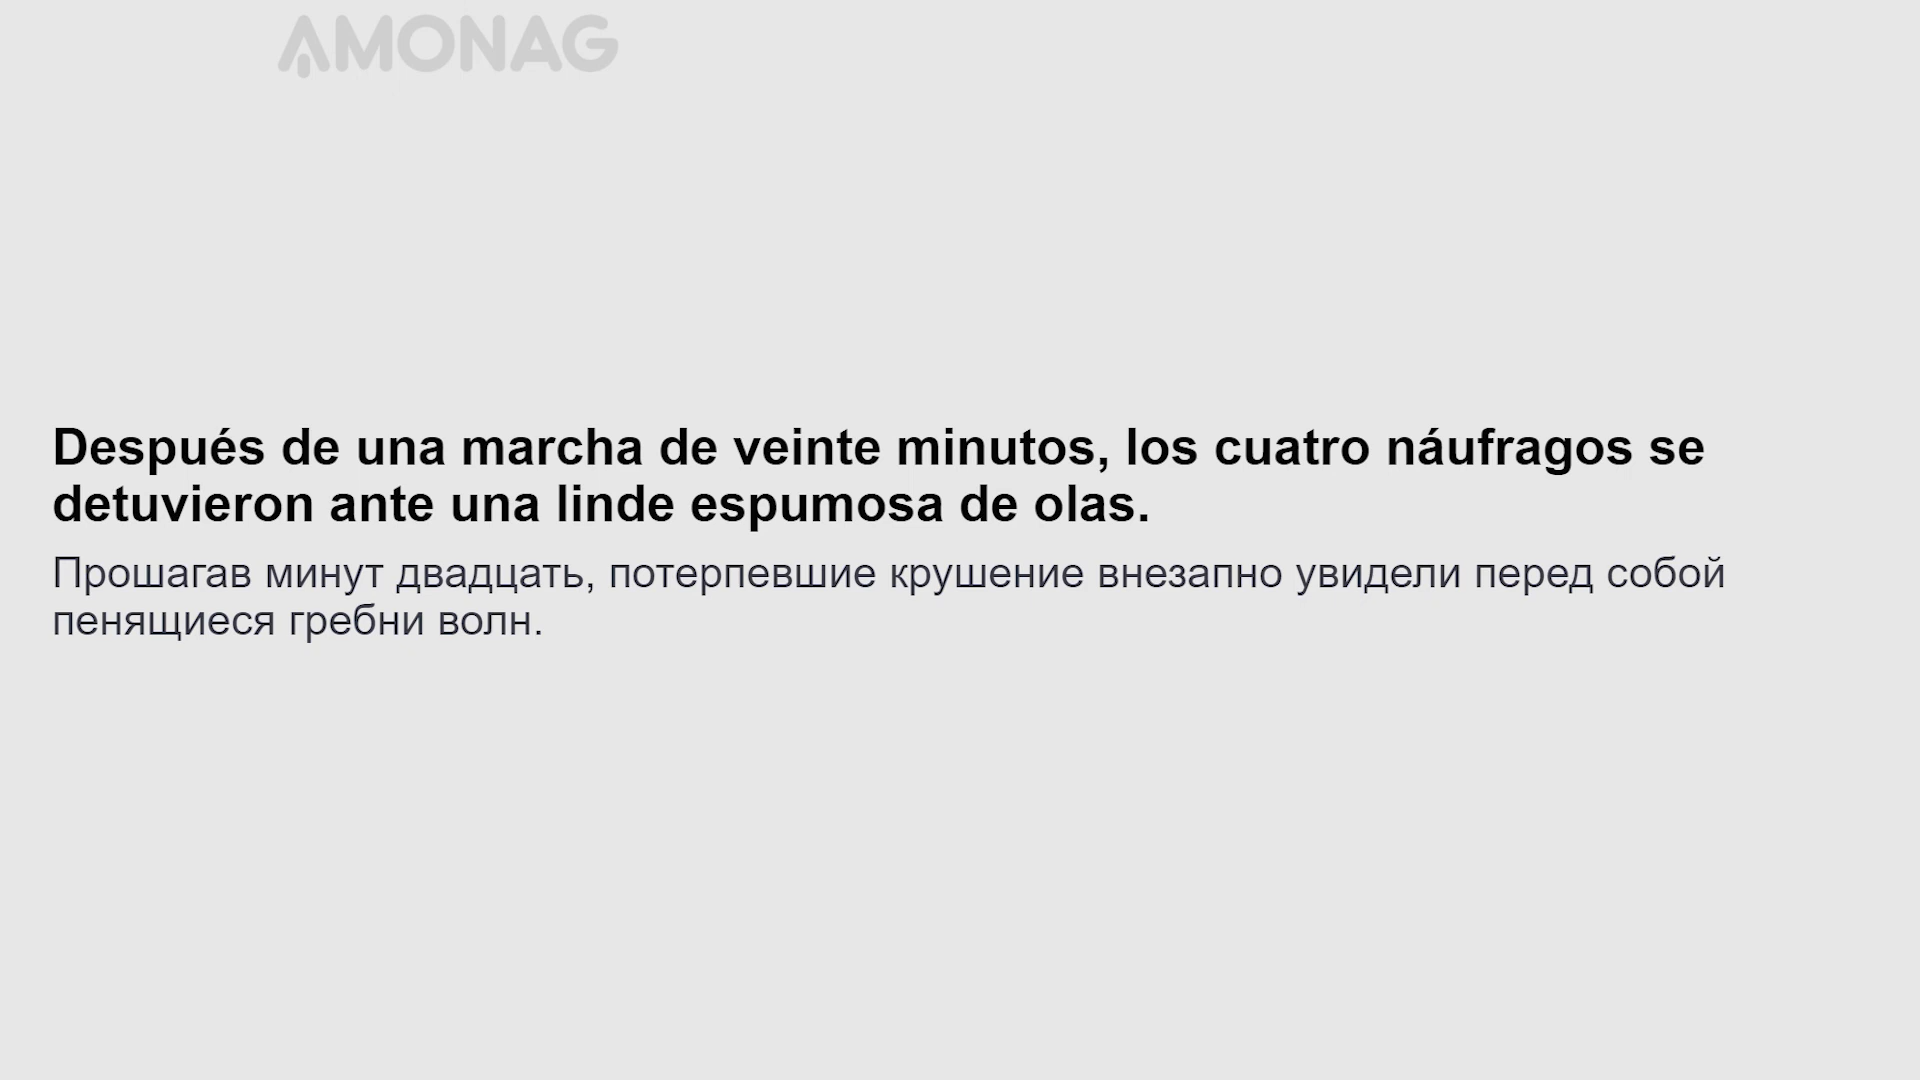 AMONAG
Después de una marcha de veinte minutos, los cuatro náufragos se
detuvieron ante una linde espumosa de olas.
Прошагав минут двадцать, потерпевшие крушение внезапно увидели перед собой
пенящиеся гребни волн.